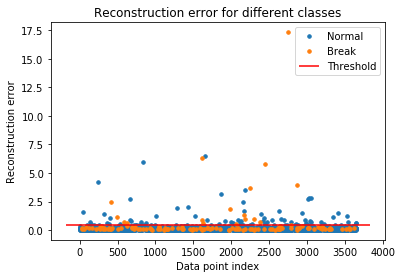 Reconstruction error for different classes
Normal
Break
Threshold
Reconstruction error
17.5
15.0
12.5
10.0
7.5
5.0
2.5
0.0
0 500 1000 1500 2000 2500 3000 3500 4000
Data point index